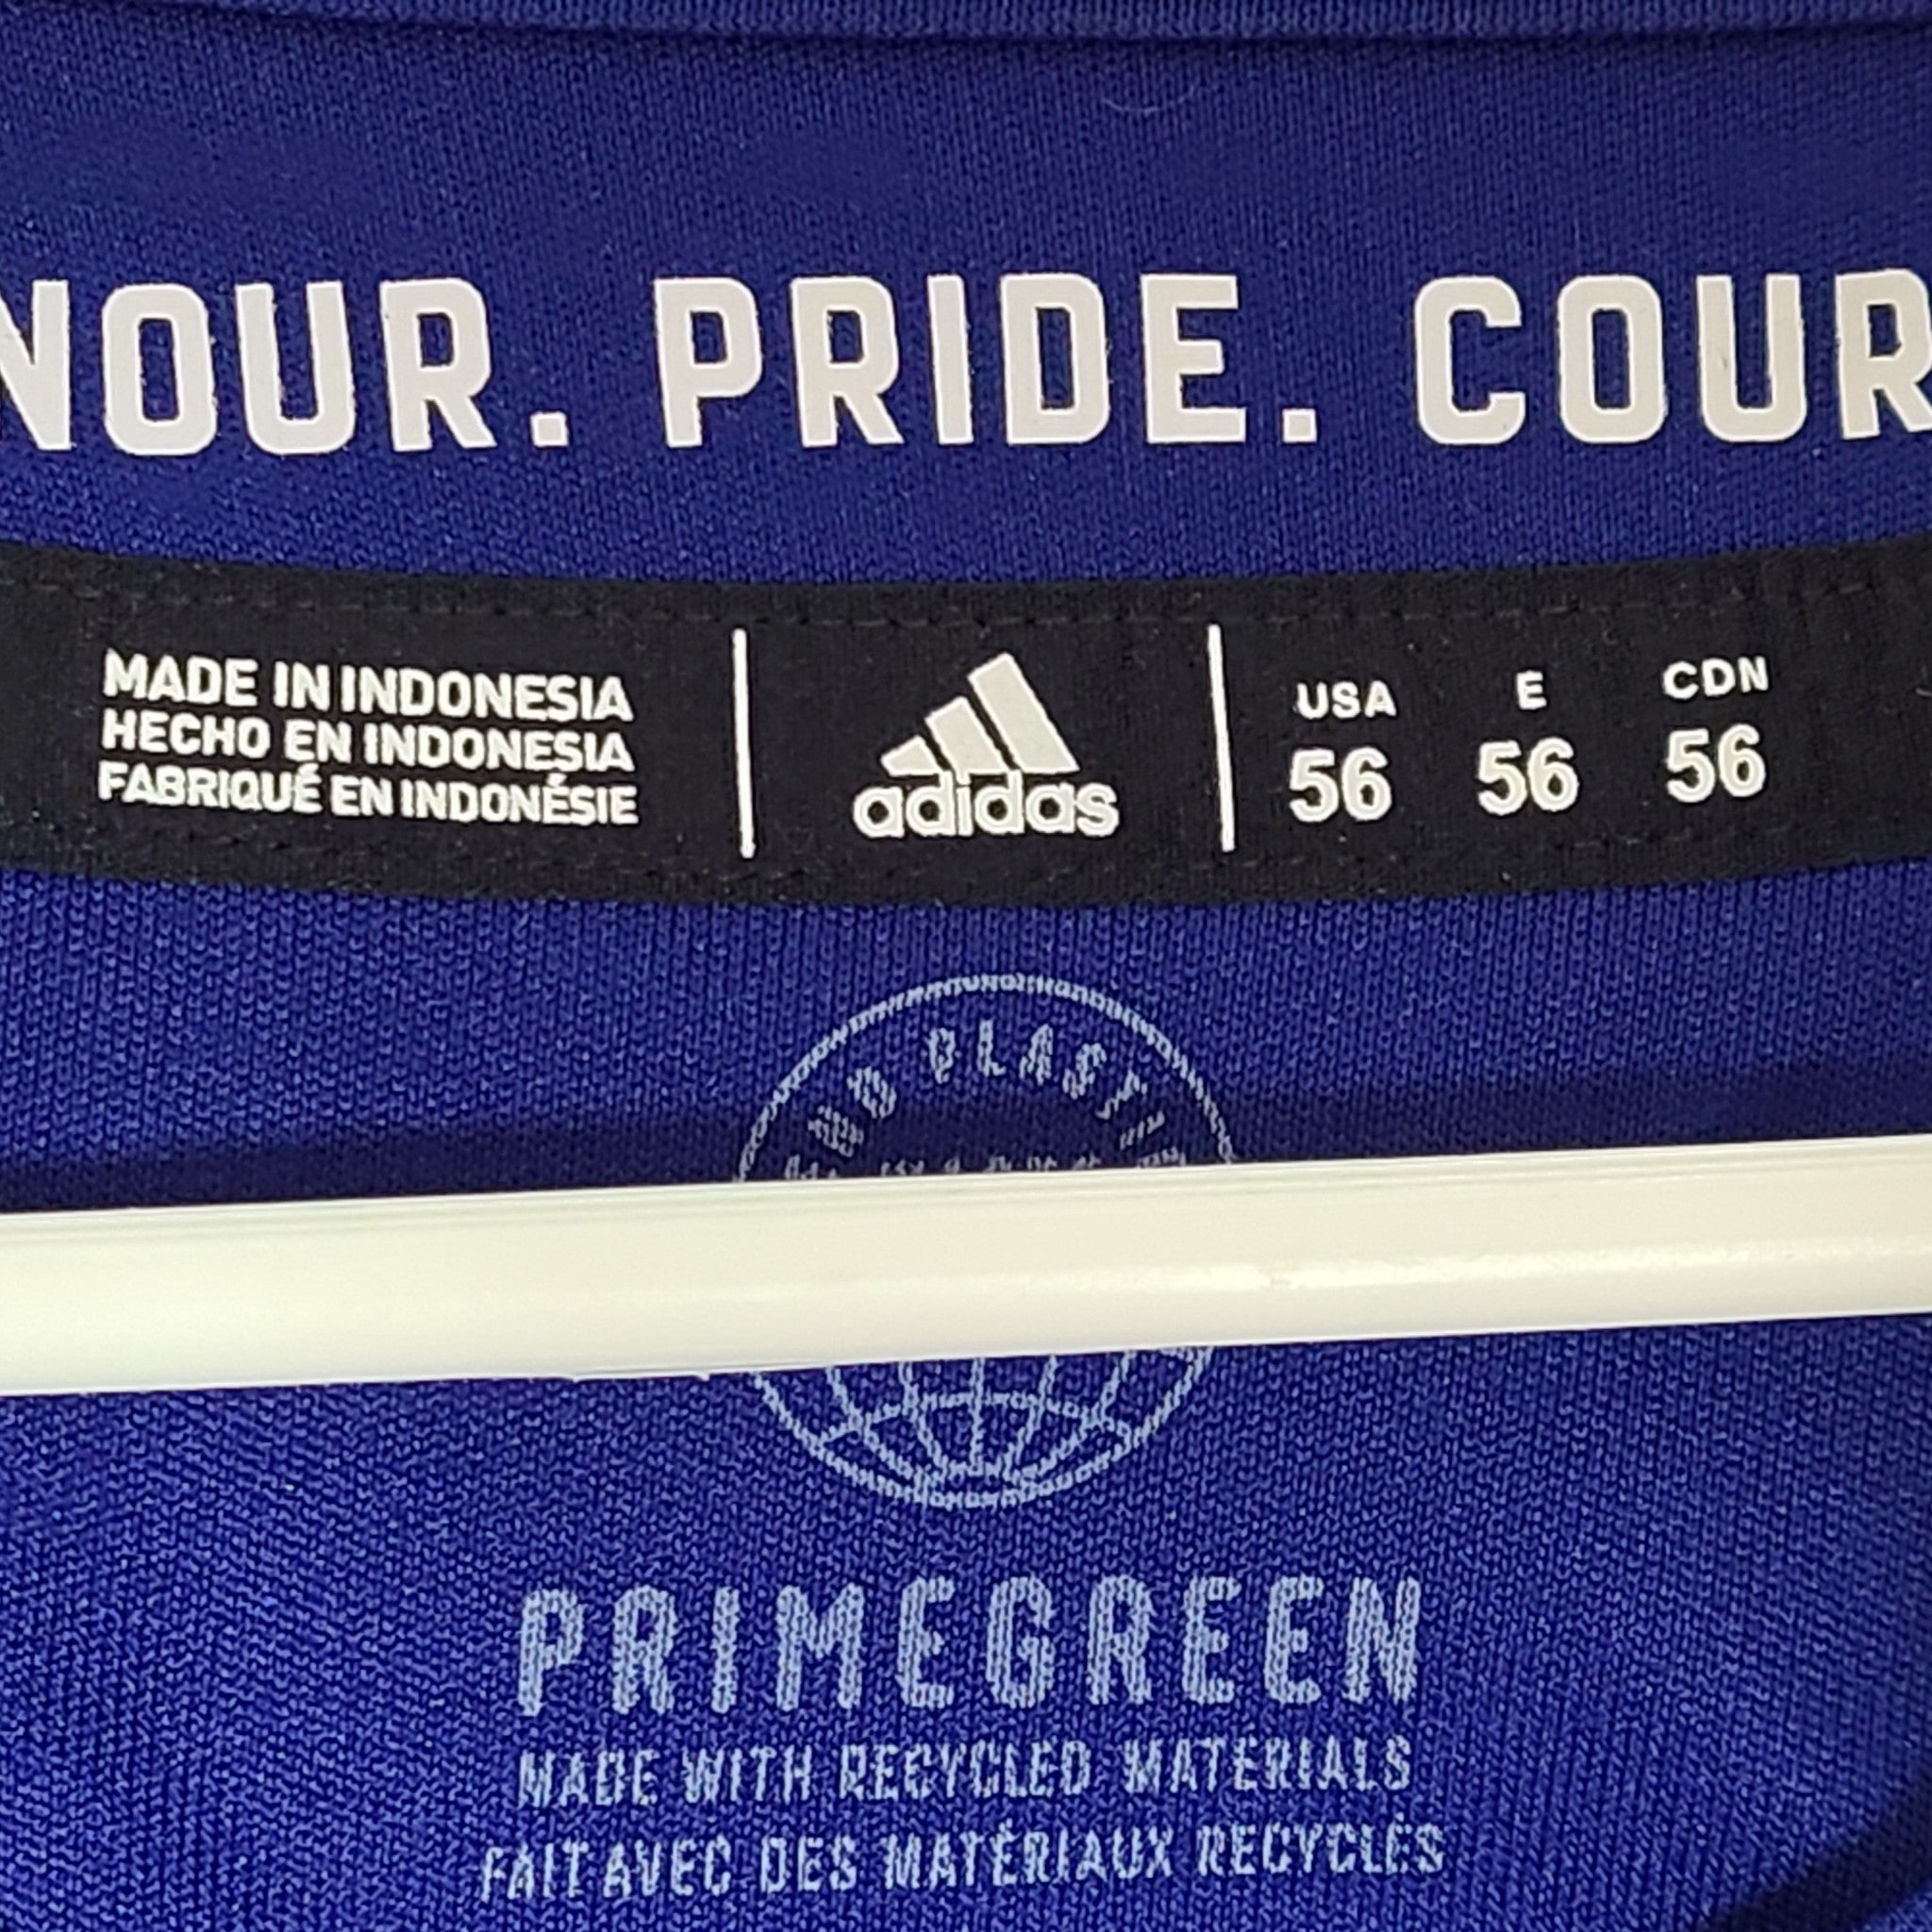 NOUR. PRIDE. COUR
MADE IN INDONESIA
HECHO EN INDONESIA
FABRIQUÉ EN INDONÉSIE
adidas
USA E CDN
56 56 56
PLASTI
PRIMEGREEN
MADE WITH RECYCLED MATERIALS
FAIT AVEC DES MATÉRIAUX RECYCLÉS